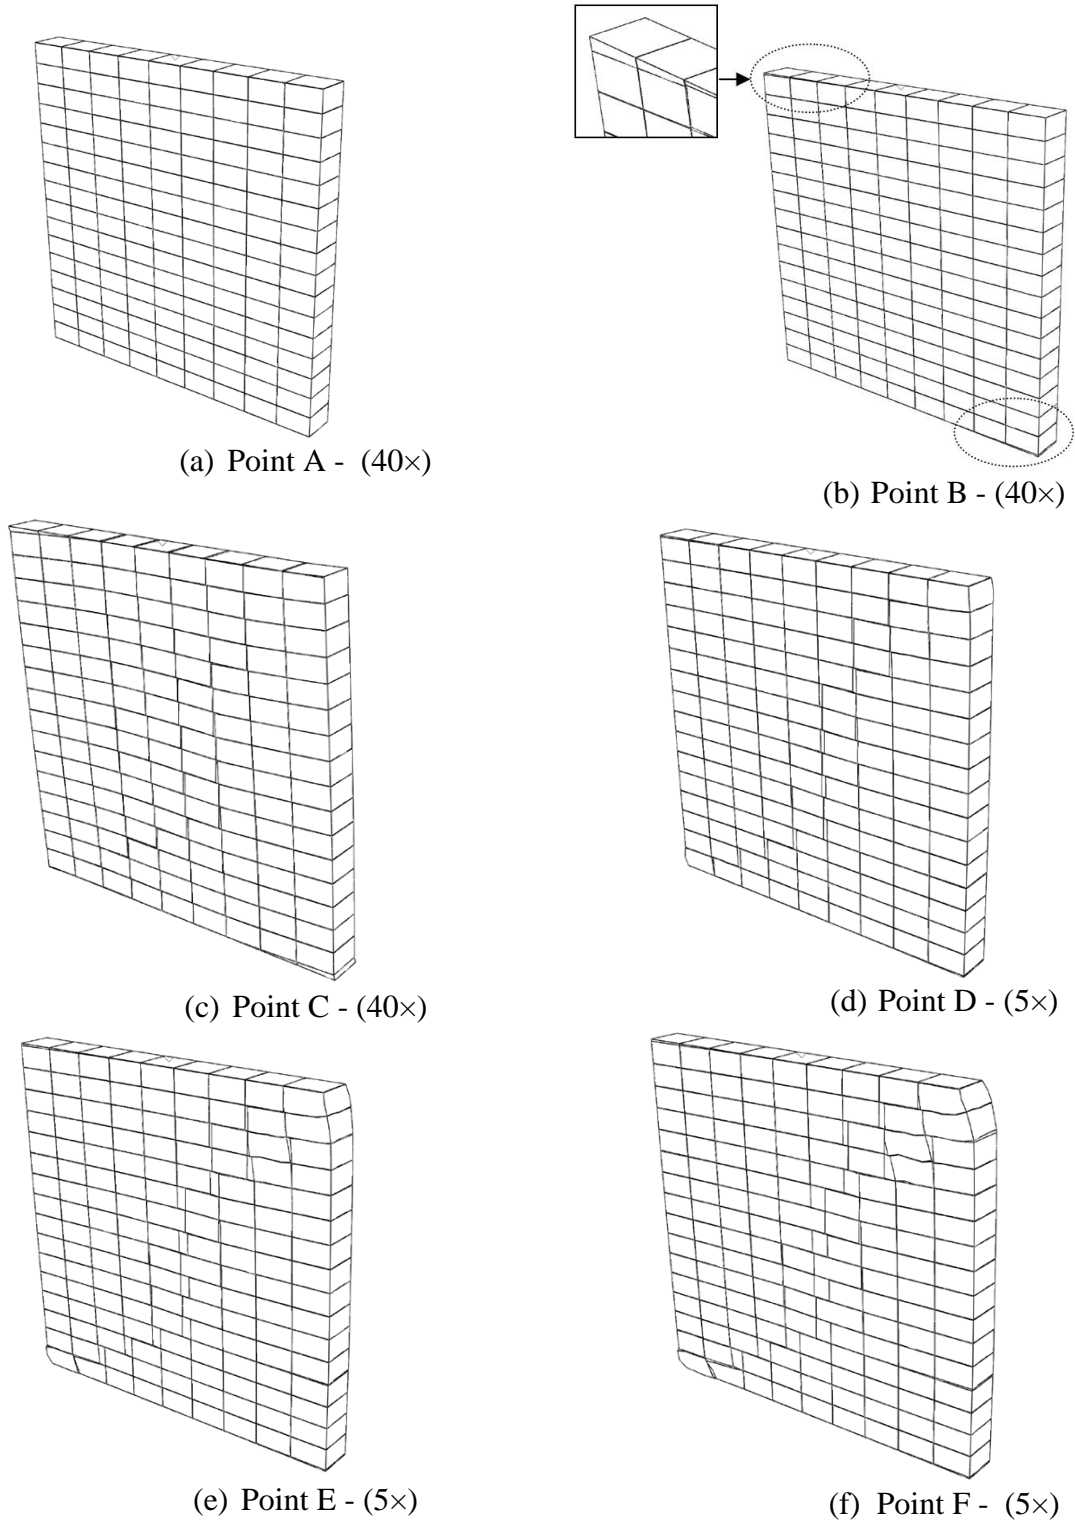 (a) Point A - (40×)
(b) Point B - (40×)
(c) Point C - (40×)
(d) Point D - (5×)
(e) Point E - (5×)
(f) Point F - (5×)